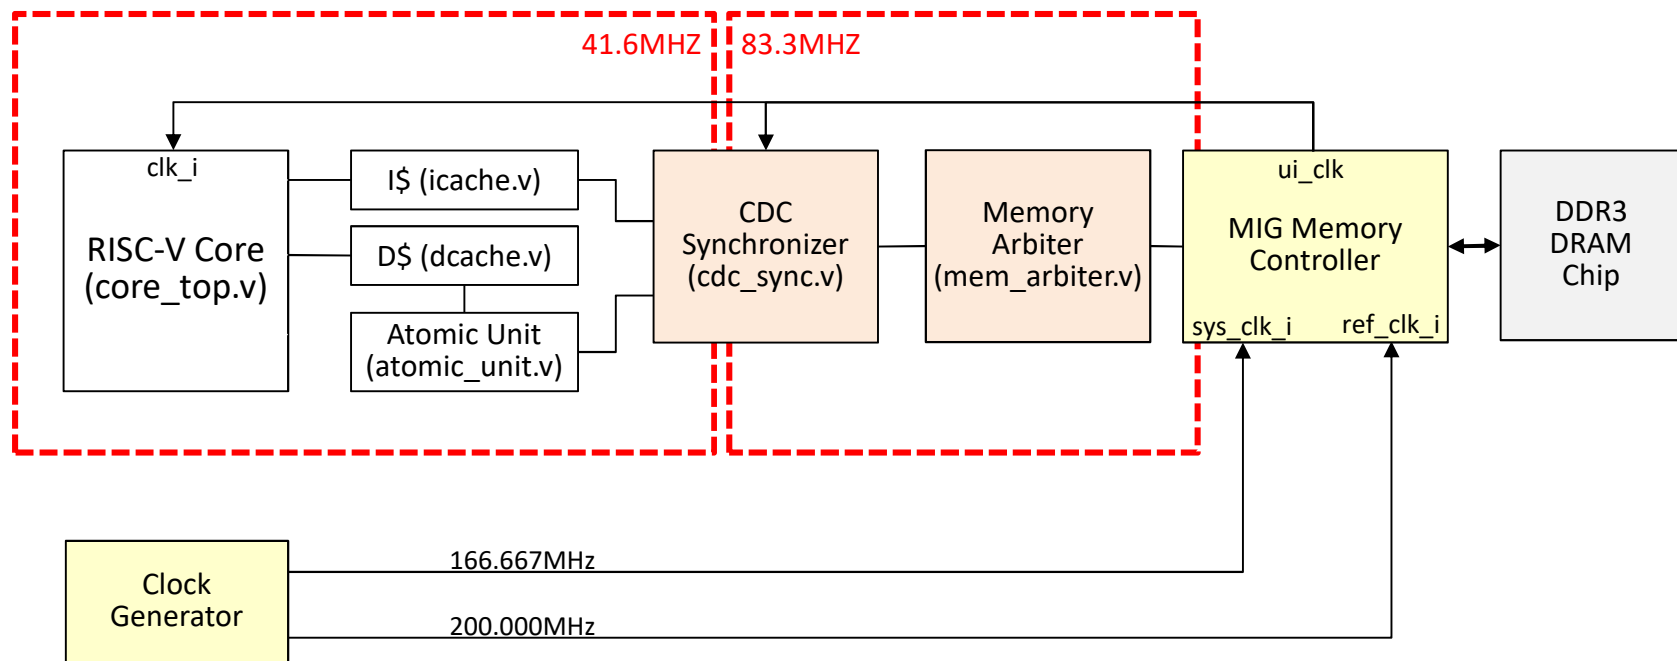 41.6MHZ
83.3MHZ
clk_i
RISC-V Core
(core_top.v)
I$ (icache.v)
D$ (dcache.v)
Atomic Unit
(atomic_unit.v)
CDC
Synchronizer
(cdc_sync.v)
Memory
Arbiter
(mem_arbiter.v)
ui_clk
MIG Memory
Controller
sys_clk_i
ref_clk_i
DDR3
DRAM
Chip
Clock
Generator
166.667MHz
200.000MHz